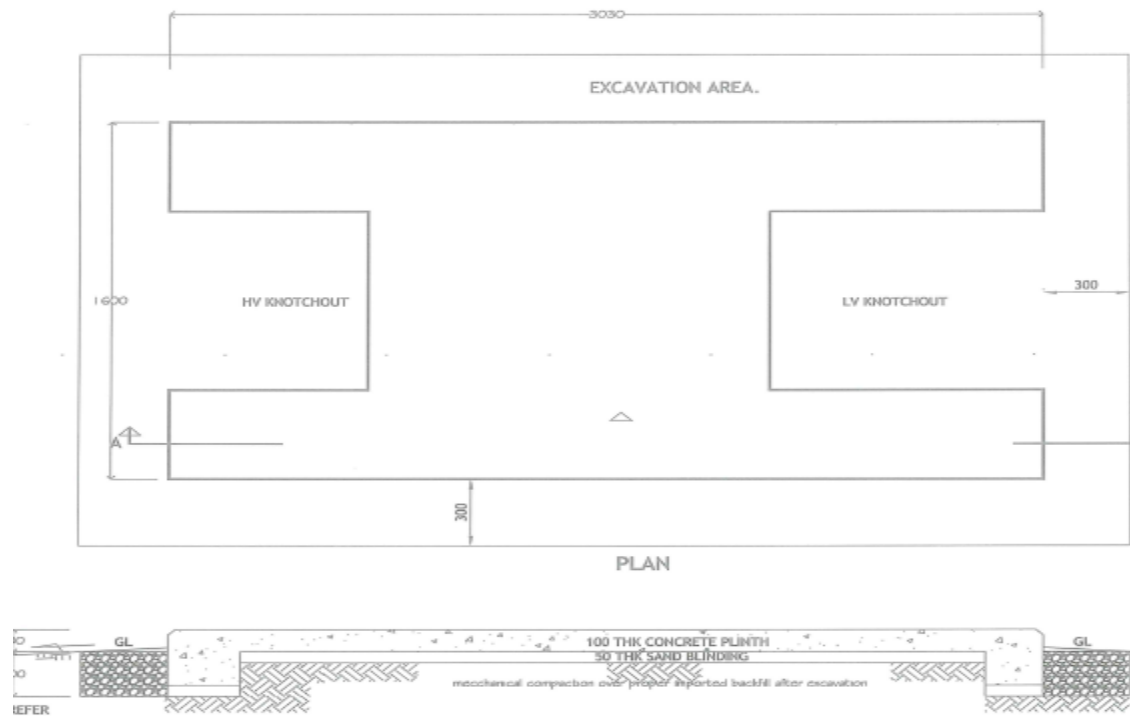 3030
EXCAVATION AREA.
1600
HV KNOTCHOUT
LV KNOTCHOUT
300
A
300
PLAN
GL
100 THK CONCRETE PLINTH
GL
50 THK SAND BLINDING
mecchanical compaction over proper imported backfill after excavation
REFER